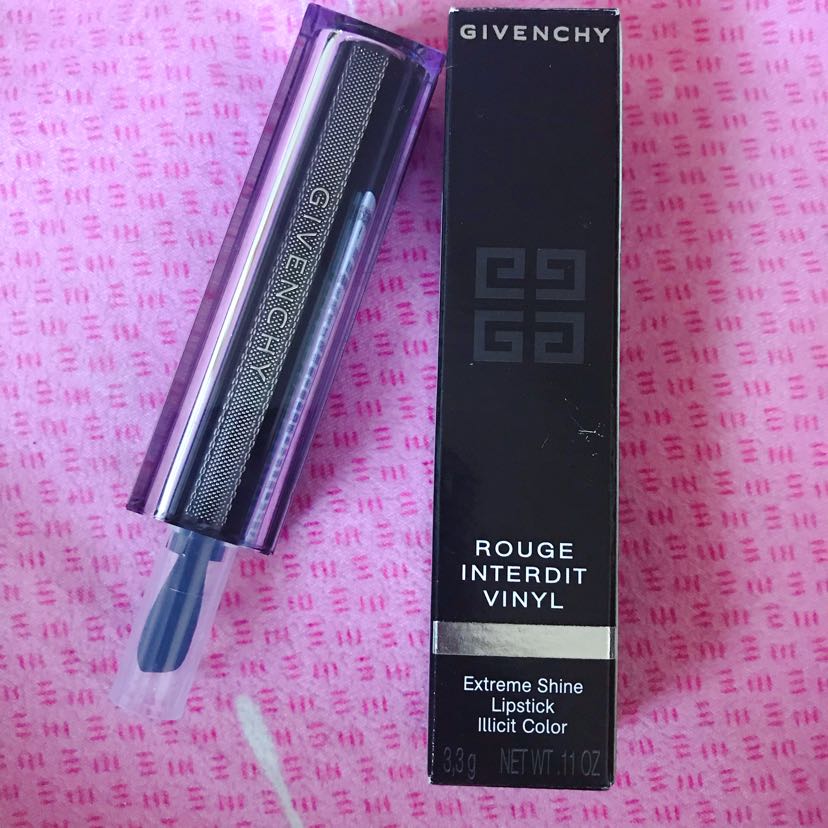 GIVENCHY
GIVENCHY
ROUGE
INTERDIT
VINYL
Extreme Shine
Lipstick
Illicit Color
3,3 g NET WT .11 OZ